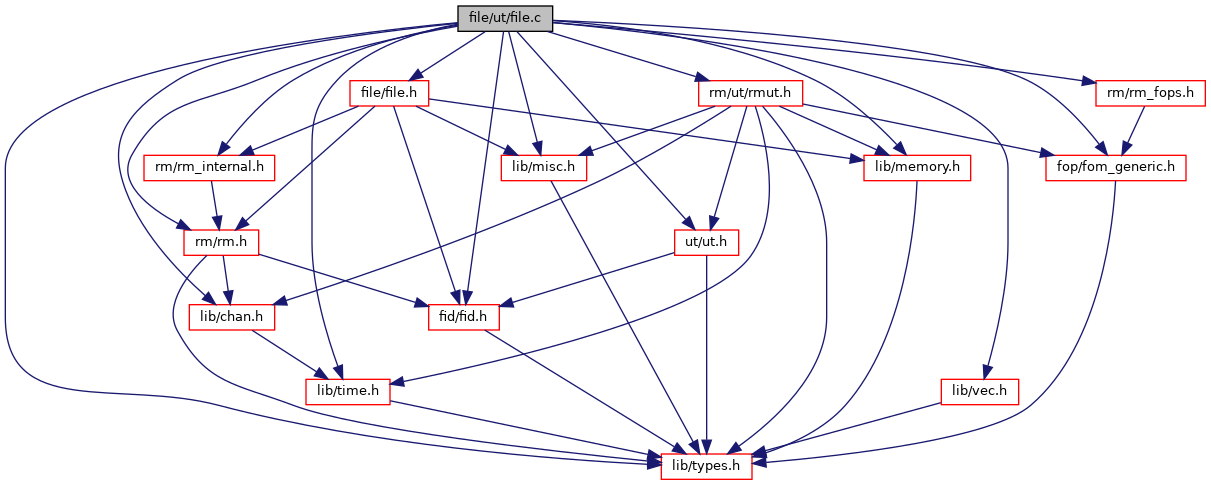 file/ut/file.c
file/file.h
rm/ut/rmut.h
rm/rm_fops.h
rm/rm_internal.h
lib/misc.h
lib/memory.h
fop/fom_generic.h
rm/rm.h
ut/ut.h
lib/chan.h
fid/fid.h
lib/time.h
lib/vec.h
lib/types.h